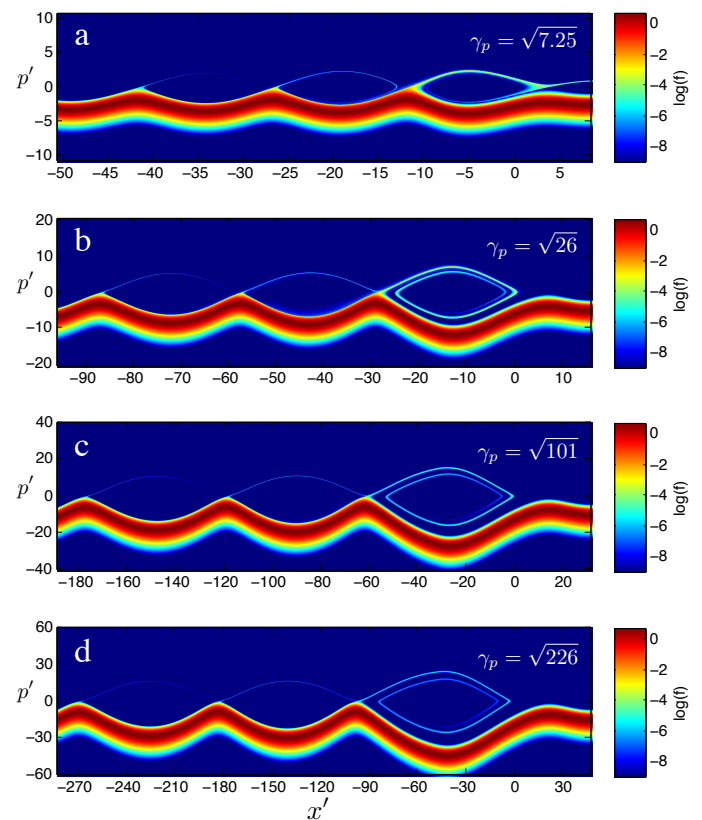 a
γ_p = √7.25
p′
10 5 0 −5 −10
−50 −45 −40 −35 −30 −25 −20 −15 −10 −5 0 5
0 −2 −4 −6 −8
log(f)
b
γ_p = √26
p′
20 10 0 −10 −20
−90 −80 −70 −60 −50 −40 −30 −20 −10 0 10
0 −2 −4 −6 −8
log(f)
c
γ_p = √101
p′
40 20 0 −20 −40
−180 −160 −140 −120 −100 −80 −60 −40 −20 0 20
0 −2 −4 −6 −8
log(f)
d
γ_p = √226
p′
60 30 0 −30 −60
−270 −240 −210 −180 −150 −120 −90 −60 −30 0 30
0 −2 −4 −6 −8
log(f)
x′